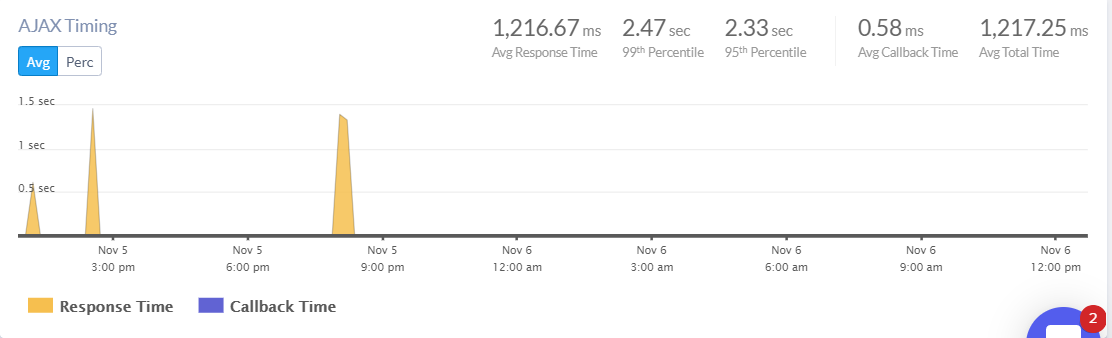 AJAX Timing
1,216.67 ms 2.47 sec 2.33 sec 0.58 ms 1,217.25 ms
Avg Response Time 99th Percentile 95th Percentile Avg Callback Time Avg Total Time
Avg Perc
1.5 sec
1 sec
0.5 sec
Nov 5 Nov 5 Nov 5 Nov 6 Nov 6 Nov 6 Nov 6 Nov 6
3:00 pm 6:00 pm 9:00 pm 12:00 am 3:00 am 6:00 am 9:00 am 12:00 pm
Response Time Callback Time
2